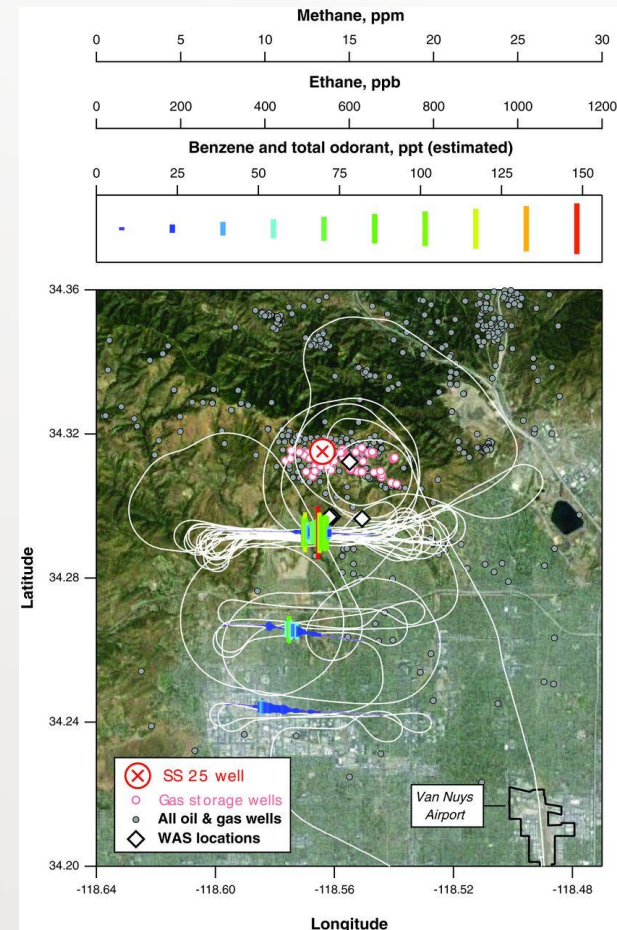 Methane, ppm
0 5 10 15 20 25 30
Ethane, ppb
0 200 400 600 800 1000 1200
Benzene and total odorant, ppt (estimated)
0 25 50 75 100 125 150
34.36
34.32
34.28
34.24
34.20
Latitude
SS 25 well
Gas storage wells
All oil & gas wells
WAS locations
Van Nuys
Airport
-118.64 -118.60 -118.56 -118.52 -118.48
Longitude